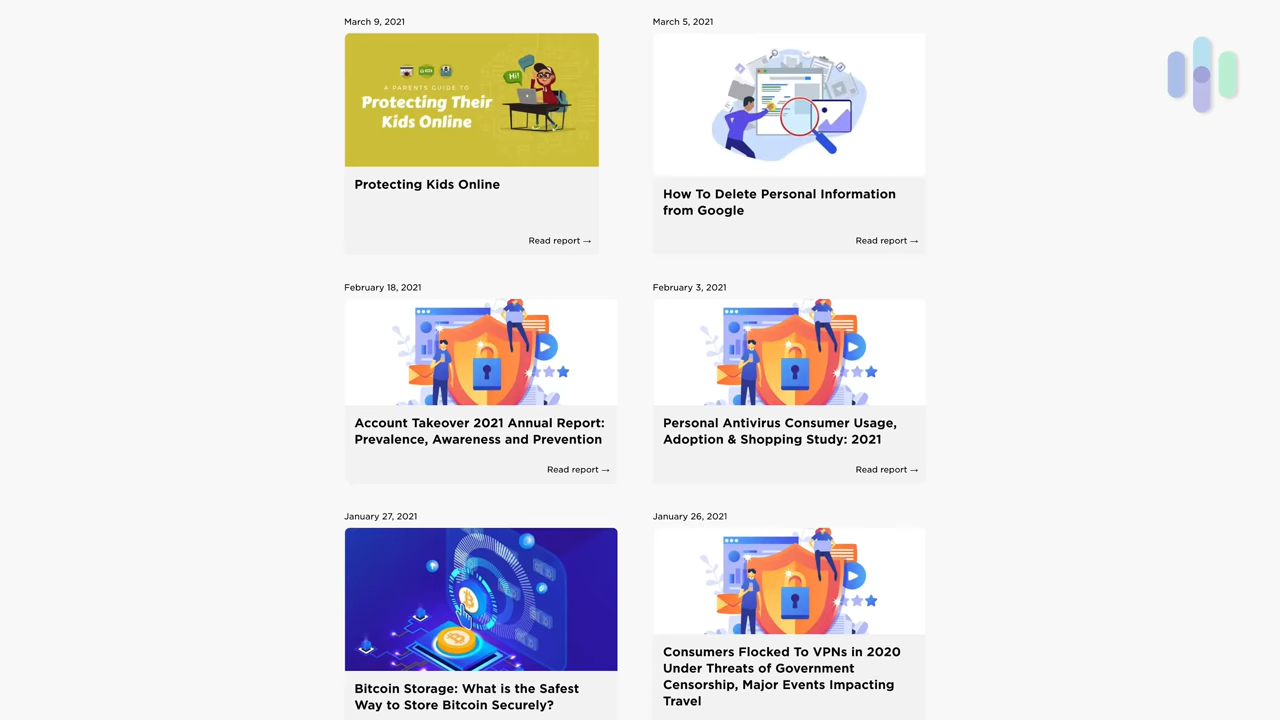 March 9, 2021
March 5, 2021
Hi!
A PARENTS GUIDE TO
Protecting Their
Kids Online
Protecting Kids Online
Read report →
How To Delete Personal Information
from Google
Read report →
February 18, 2021
February 3, 2021
Account Takeover 2021 Annual Report:
Prevalence, Awareness and Prevention
Read report →
Personal Antivirus Consumer Usage,
Adoption & Shopping Study: 2021
Read report →
January 27, 2021
January 26, 2021
Bitcoin Storage: What is the Safest
Way to Store Bitcoin Securely?
Consumers Flocked To VPNs in 2020
Under Threats of Government
Censorship, Major Events Impacting
Travel